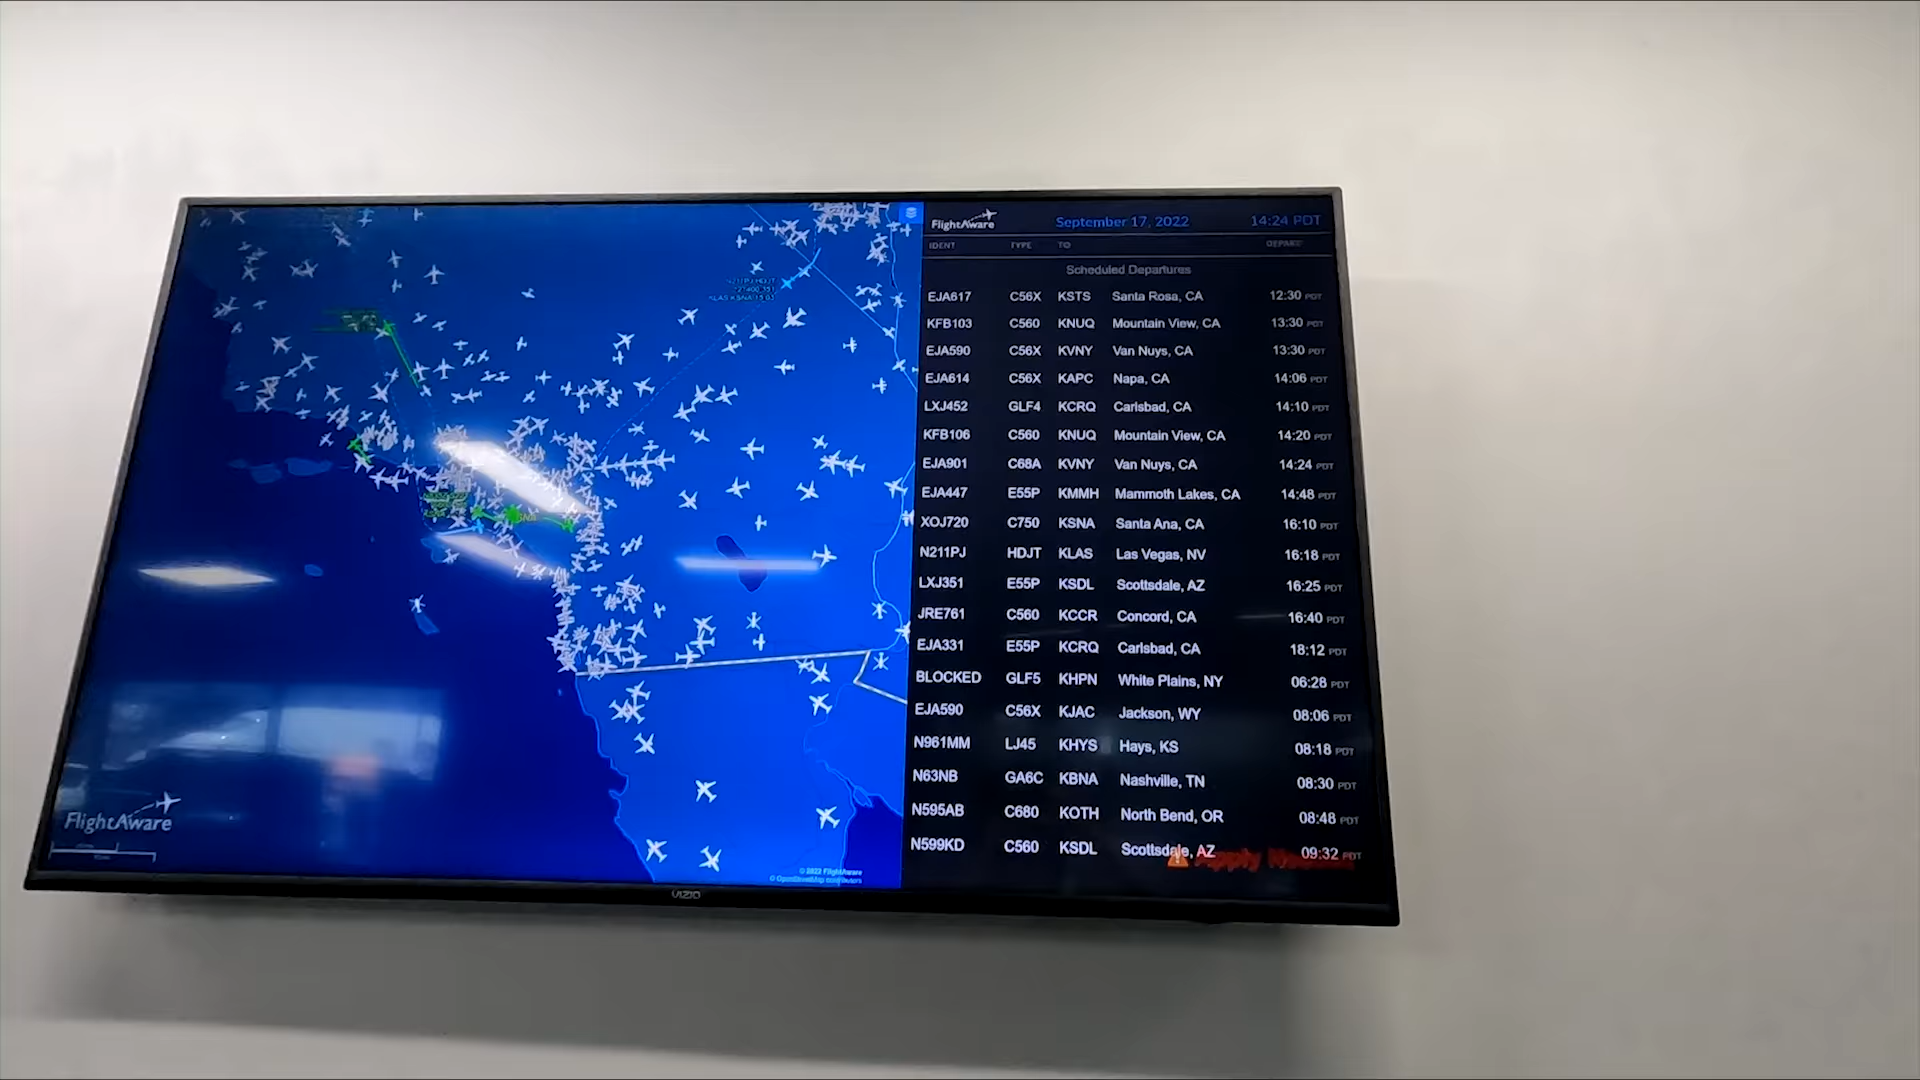 FlightAware
September 17, 2022
14:24 PDT
IDENT TYPE TO DEPART
Scheduled Departures
EJA617 C56X KSTS Santa Rosa, CA 12:30 PDT
KFB103 C560 KNUQ Mountain View, CA 13:30 PDT
EJA590 C56X KVNY Van Nuys, CA 13:30 PDT
EJA614 C56X KAPC Napa, CA 14:06 PDT
LXJ452 GLF4 KCRQ Carlsbad, CA 14:10 PDT
KFB106 C560 KNUQ Mountain View, CA 14:20 PDT
EJA901 C68A KVNY Van Nuys, CA 14:24 PDT
EJA447 E55P KMMH Mammoth Lakes, CA 14:48 PDT
XOJ720 C750 KSNA Santa Ana, CA 16:10 PDT
N211PJ HDJT KLAS Las Vegas, NV 16:18 PDT
LXJ351 E55P KSDL Scottsdale, AZ 16:25 PDT
JRE761 C560 KCCR Concord, CA 16:40 PDT
EJA331 E55P KCRQ Carlsbad, CA 18:12 PDT
BLOCKED GLF5 KHPN White Plains, NY 06:28 PDT
EJA590 C56X KJAC Jackson, WY 08:06 PDT
N961MM LJ45 KHYS Hays, KS 08:18 PDT
N63NB GA6C KBNA Nashville, TN 08:30 PDT
N595AB C680 KOTH North Bend, OR 08:48 PDT
N599KD C560 KSDL Scottsdale, AZ 09:32 PDT
FlightAware
© 2022 FlightAware
© OpenStreetMap contributors
VIZIO